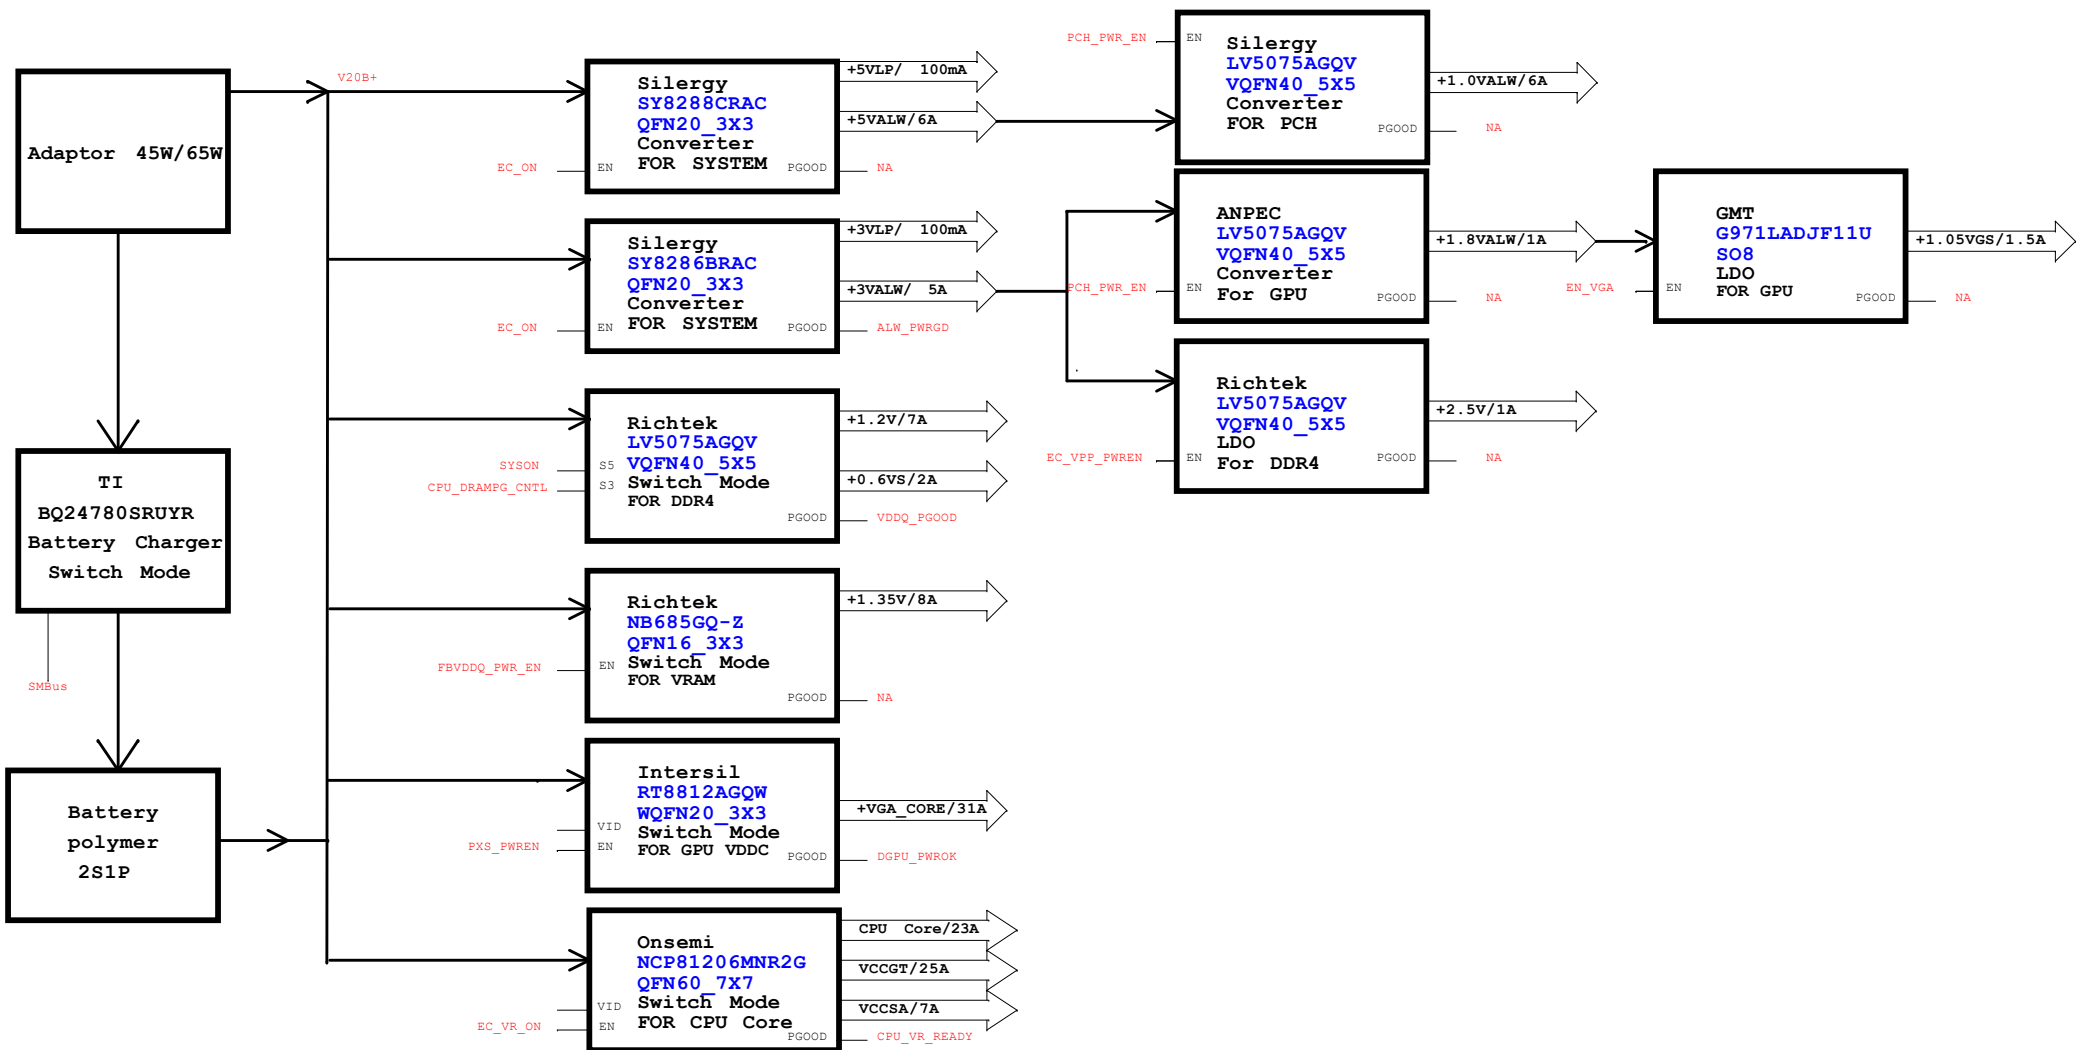 Adaptor 45W/65W
TI
BQ24780SRUYR
Battery Charger
Switch Mode
SMBus
Battery
polymer
2S1P
V20B+
Silergy
SY8288CRAC
QFN20_3X3
Converter
FOR SYSTEM
EC_ON
EN
PGOOD
NA
+5VLP/ 100mA
+5VALW/6A
Silergy
SY8286BRAC
QFN20_3X3
Converter
FOR SYSTEM
EC_ON
EN
PGOOD
ALW_PWRGD
+3VLP/ 100mA
+3VALW/ 5A
Richtek
LV5075AGQV
VQFN40_5X5
Switch Mode
FOR DDR4
SYSON
S5
CPU_DRAMPG_CNTL
S3
PGOOD
VDDQ_PGOOD
+1.2V/7A
+0.6VS/2A
Richtek
NB685GQ-Z
QFN16_3X3
Switch Mode
FOR VRAM
FBVDDQ_PWR_EN
EN
PGOOD
NA
+1.35V/8A
Intersil
RT8812AGQW
WQFN20_3X3
Switch Mode
FOR GPU VDDC
VID
PXS_PWREN
EN
PGOOD
DGPU_PWROK
+VGA_CORE/31A
Onsemi
NCP81206MNR2G
QFN60_7X7
Switch Mode
FOR CPU Core
VID
EC_VR_ON
EN
PGOOD
CPU_VR_READY
CPU Core/23A
VCCGT/25A
VCCSA/7A
PCH_PWR_EN
EN
Silergy
LV5075AGQV
VQFN40_5X5
Converter
FOR PCH
PGOOD
NA
+1.0VALW/6A
ANPEC
LV5075AGQV
VQFN40_5X5
Converter
For GPU
PCH_PWR_EN
EN
PGOOD
NA
+1.8VALW/1A
Richtek
LV5075AGQV
VQFN40_5X5
LDO
For DDR4
EC_VPP_PWREN
EN
PGOOD
NA
+2.5V/1A
GMT
G971LADJF11U
SO8
LDO
FOR GPU
EN_VGA
EN
PGOOD
NA
+1.05VGS/1.5A